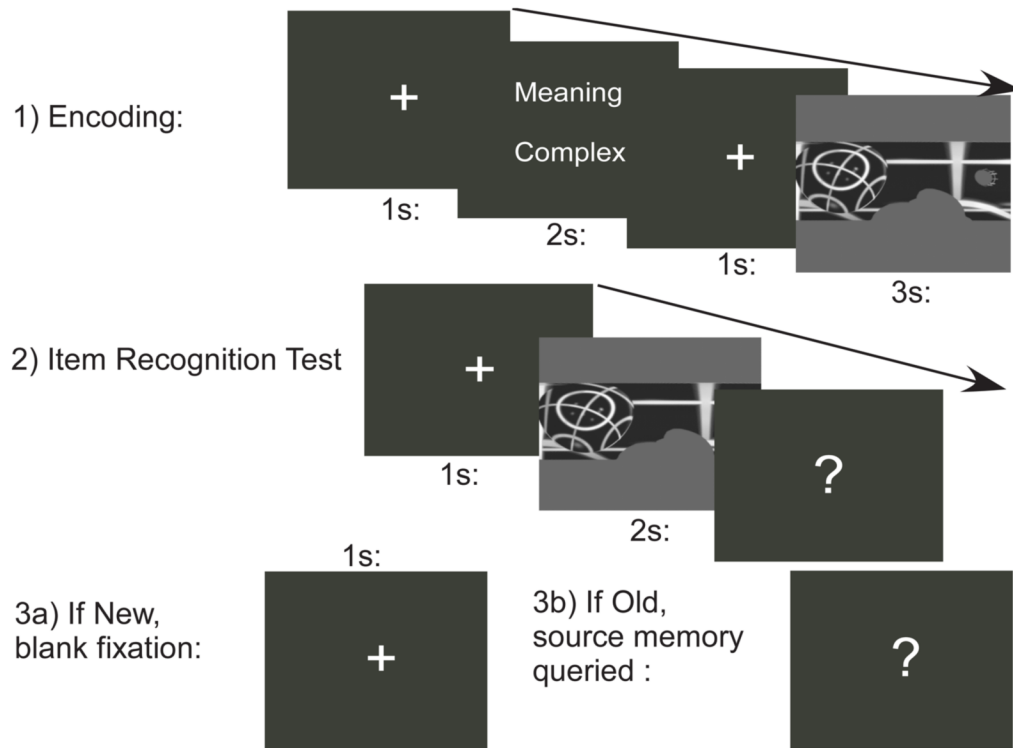 1) Encoding:
Meaning
Complex
1s:
2s:
1s:
3s:
2) Item Recognition Test
1s:
2s:
?
1s:
3a) If New,
blank fixation:
3b) If Old,
source memory
queried :
?